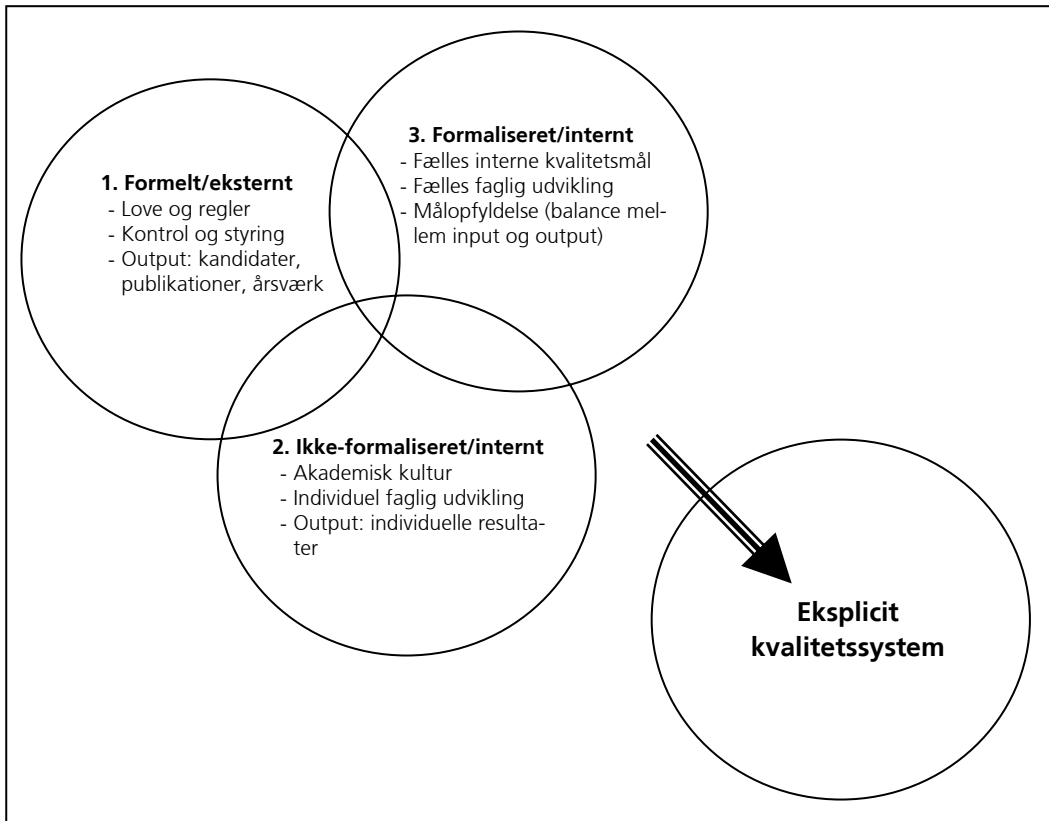 1. Formelt/eksternt
- Love og regler
- Kontrol og styring
- Output: kandidater,
publikationer, årsværk
3. Formaliseret/internt
- Fælles interne kvalitetsmål
- Fælles faglig udvikling
- Målopfyldelse (balance mel-
lem input og output)
2. Ikke-formaliseret/internt
- Akademisk kultur
- Individuel faglig udvikling
- Output: individuelle resulta-
ter
Eksplicit
kvalitetssystem